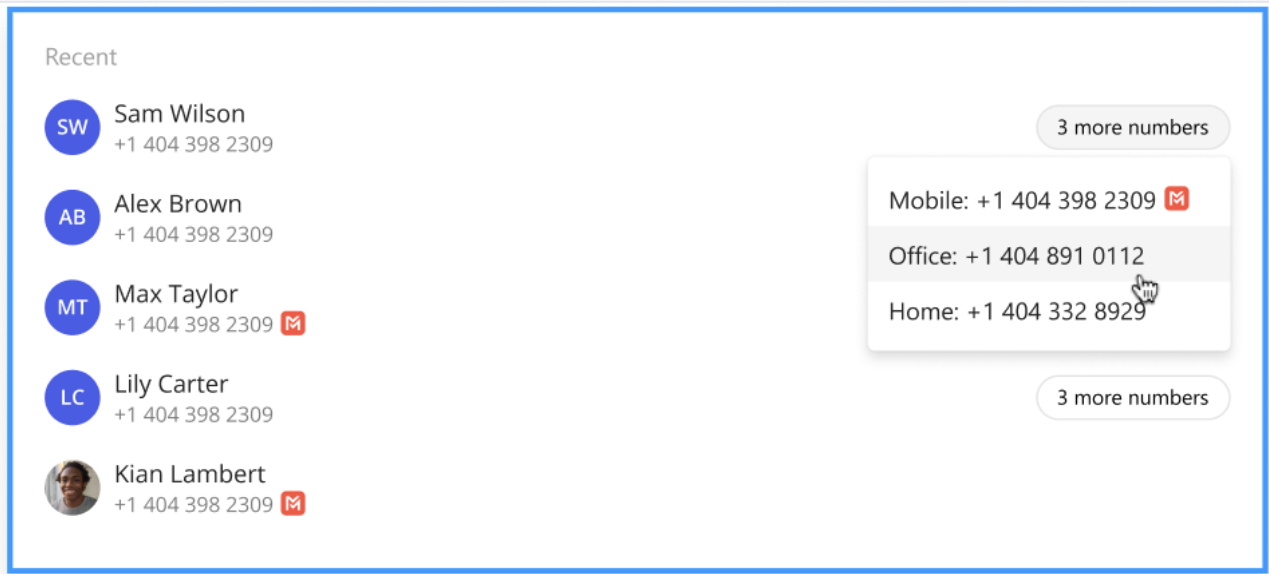 Recent
SW
Sam Wilson
+1 404 398 2309
3 more numbers
Mobile: +1 404 398 2309
Office: +1 404 891 0112
Home: +1 404 332 8929
AB
Alex Brown
+1 404 398 2309
MT
Max Taylor
+1 404 398 2309
LC
Lily Carter
+1 404 398 2309
3 more numbers
Kian Lambert
+1 404 398 2309